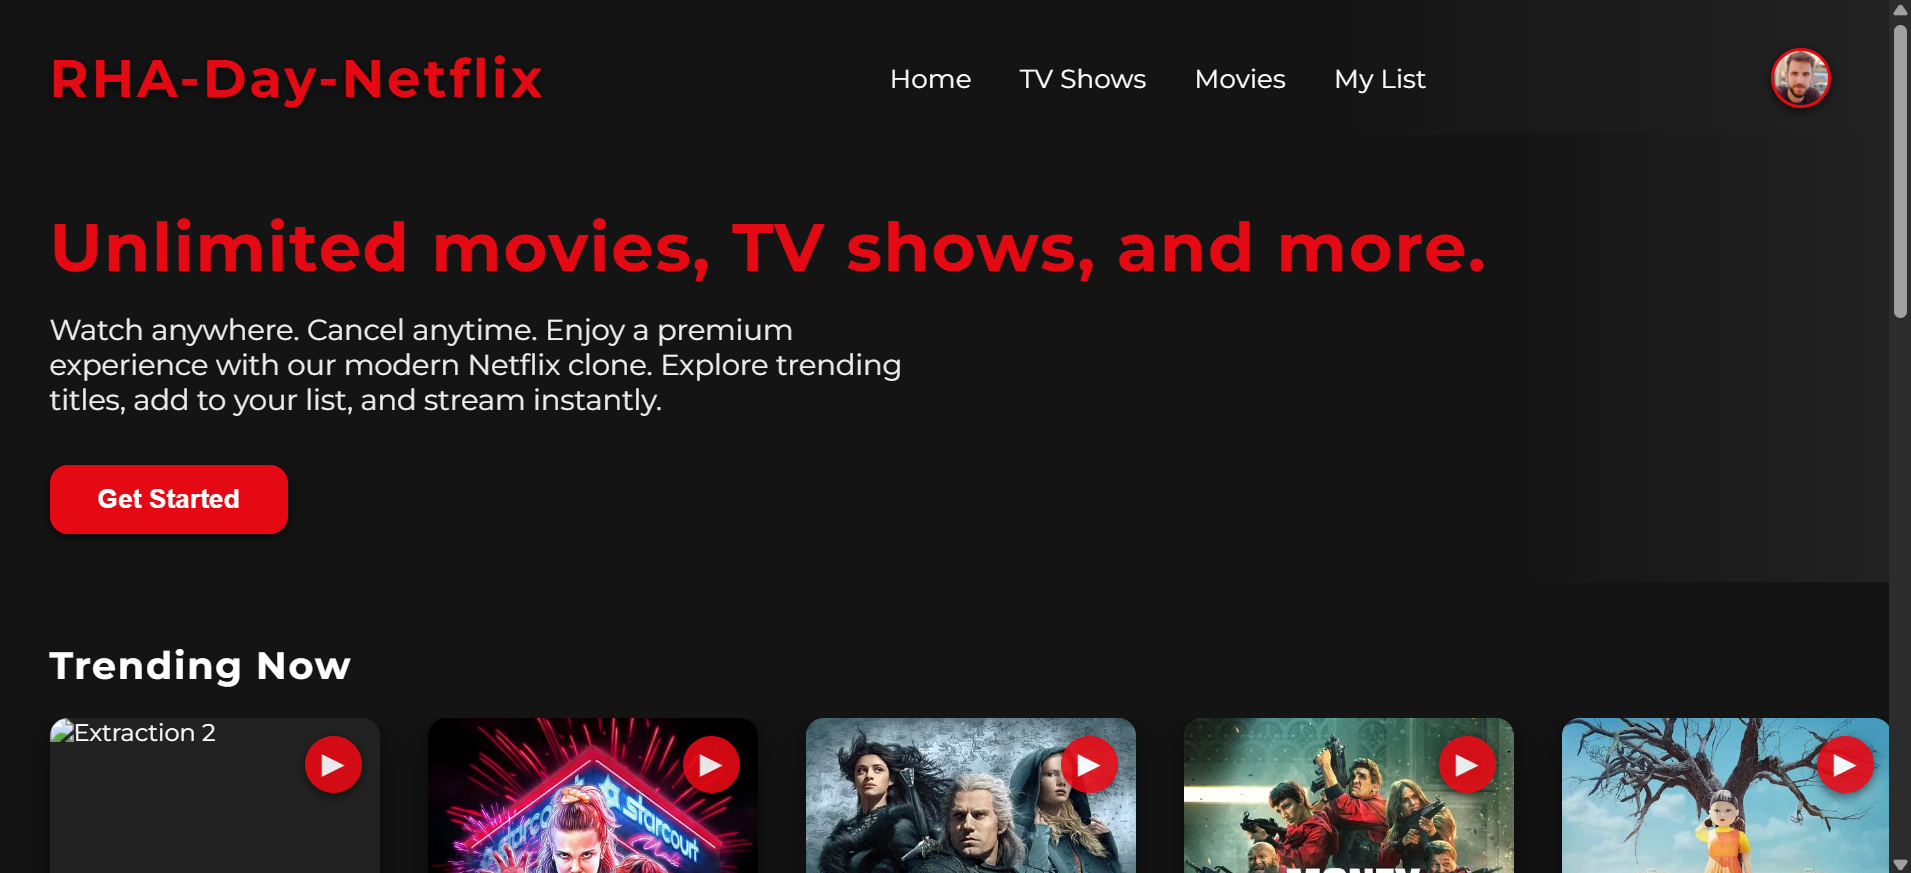 RHA-Day-Netflix
Home
TV Shows
Movies
My List
Unlimited movies, TV shows, and more.
Watch anywhere. Cancel anytime. Enjoy a premium
experience with our modern Netflix clone. Explore trending
titles, add to your list, and stream instantly.
Get Started
Trending Now
Extraction 2
starcourt